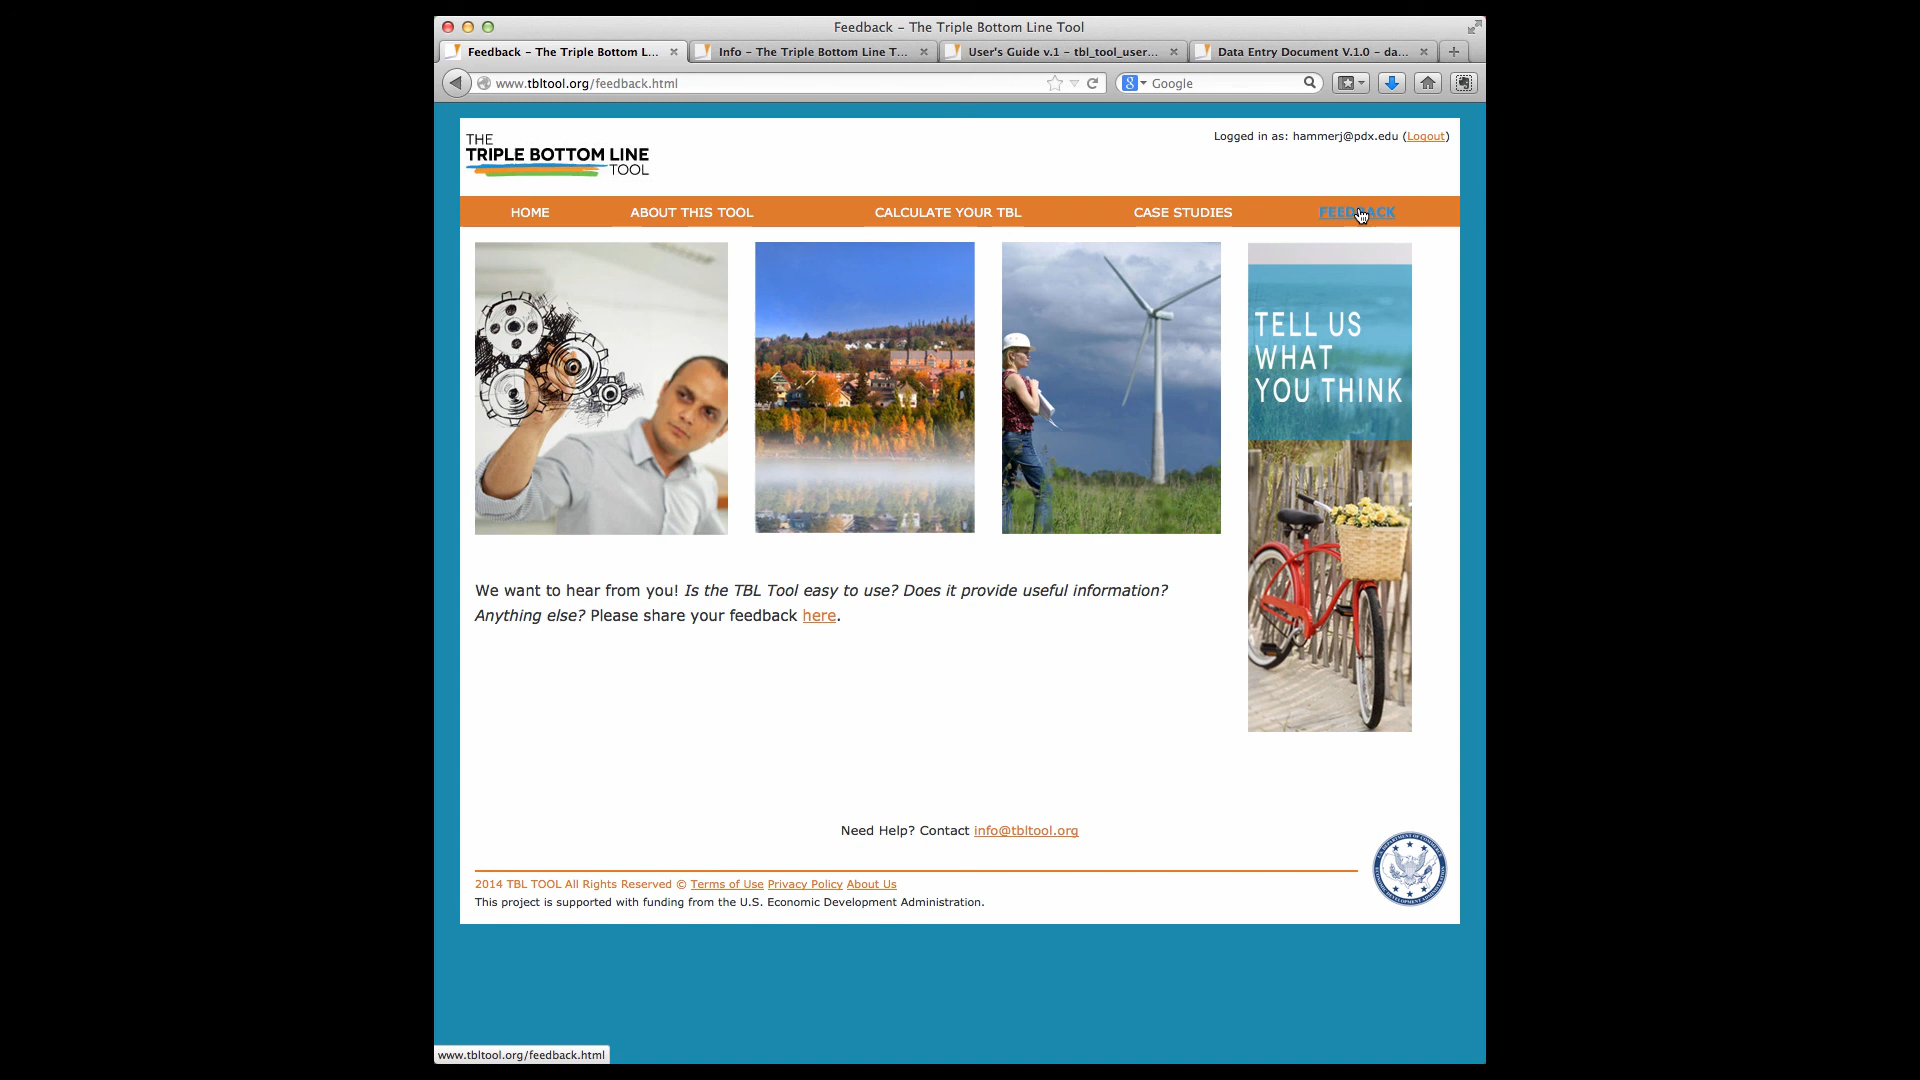 Feedback – The Triple Bottom Line Tool
Feedback – The Triple Bottom L...
Info – The Triple Bottom Line T...
User's Guide v.1 – tbl_tool_user...
Data Entry Document V.1.0 – da...
www.tbltool.org/feedback.html
Google
THE
TRIPLE BOTTOM LINE
TOOL
Logged in as: hammerj@pdx.edu (Logout)
HOME
ABOUT THIS TOOL
CALCULATE YOUR TBL
CASE STUDIES
FEEDBACK
TELL US
WHAT
YOU THINK
We want to hear from you! Is the TBL Tool easy to use? Does it provide useful information?
Anything else? Please share your feedback here.
Need Help? Contact info@tbltool.org
2014 TBL TOOL All Rights Reserved © Terms of Use Privacy Policy About Us
This project is supported with funding from the U.S. Economic Development Administration.
www.tbltool.org/feedback.html